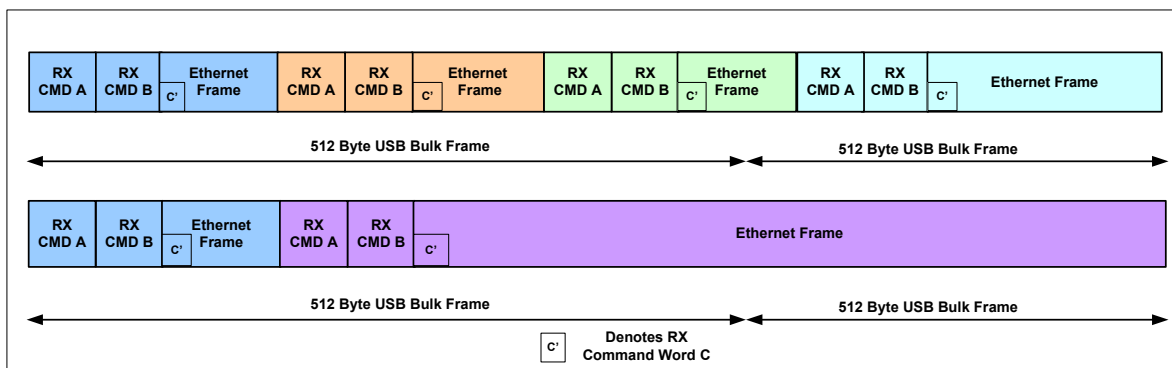 RX CMD A
RX CMD B
Ethernet Frame
C'
RX CMD A
RX CMD B
Ethernet Frame
C'
RX CMD A
RX CMD B
Ethernet Frame
C'
RX CMD A
RX CMD B
Ethernet Frame
C'
512 Byte USB Bulk Frame
512 Byte USB Bulk Frame
RX CMD A
RX CMD B
Ethernet Frame
C'
RX CMD A
RX CMD B
Ethernet Frame
C'
512 Byte USB Bulk Frame
512 Byte USB Bulk Frame
C'
Denotes RX
Command Word C